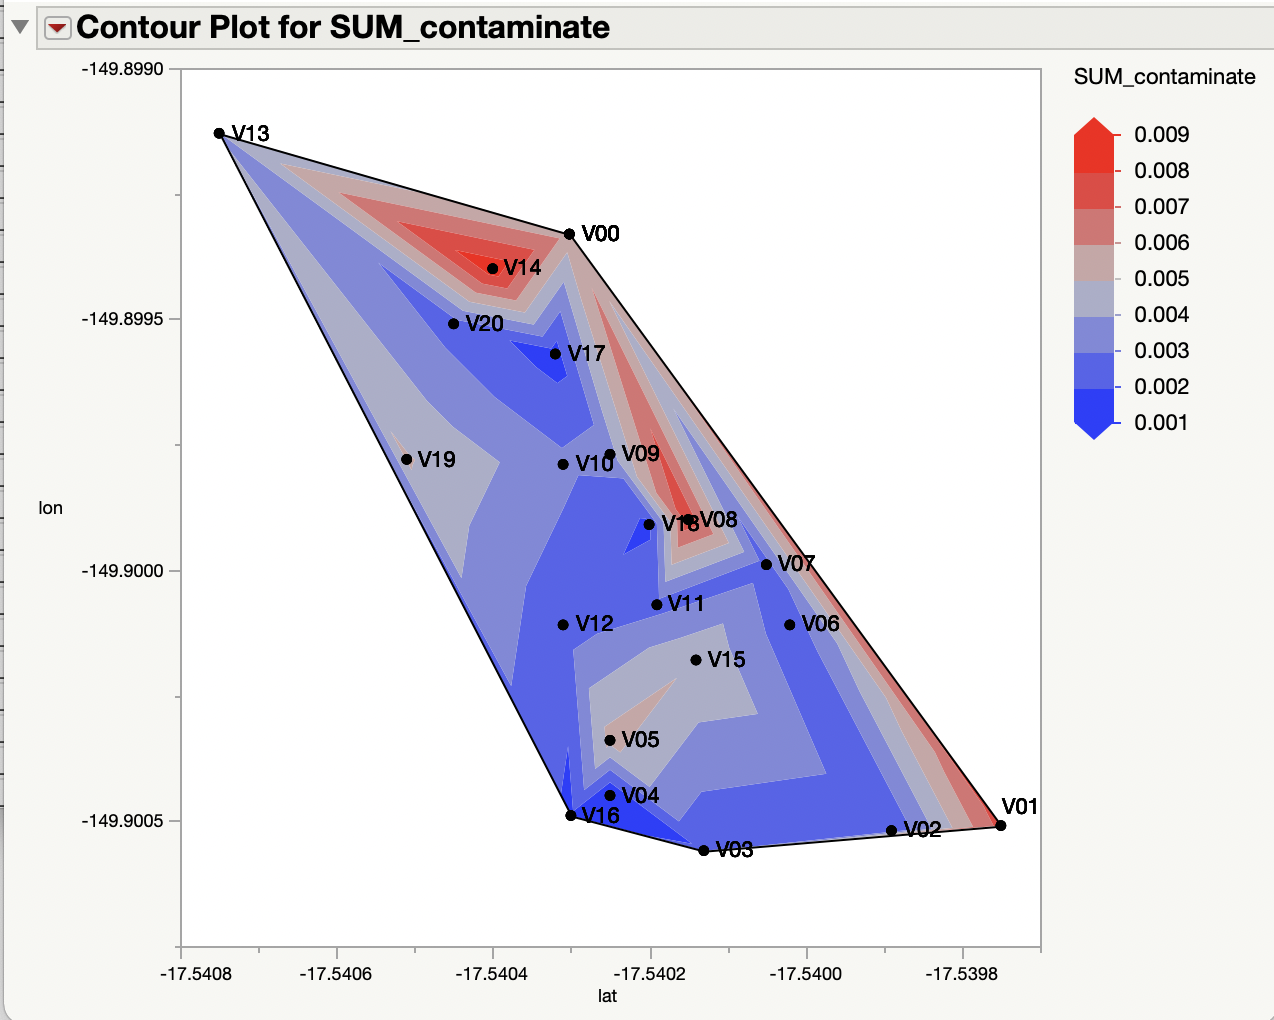 Contour Plot for SUM_contaminate
-149.8990
-149.8995
-149.9000
-149.9005
lon
V13
V00
V14
V20
V17
V09
V10
V19
V08
V18
V07
V11
V12
V06
V15
V05
V04
V01
V16
V02
V03
-17.5408
-17.5406
-17.5404
-17.5402
-17.5400
-17.5398
lat
SUM_contaminate
0.009
0.008
0.007
0.006
0.005
0.004
0.003
0.002
0.001